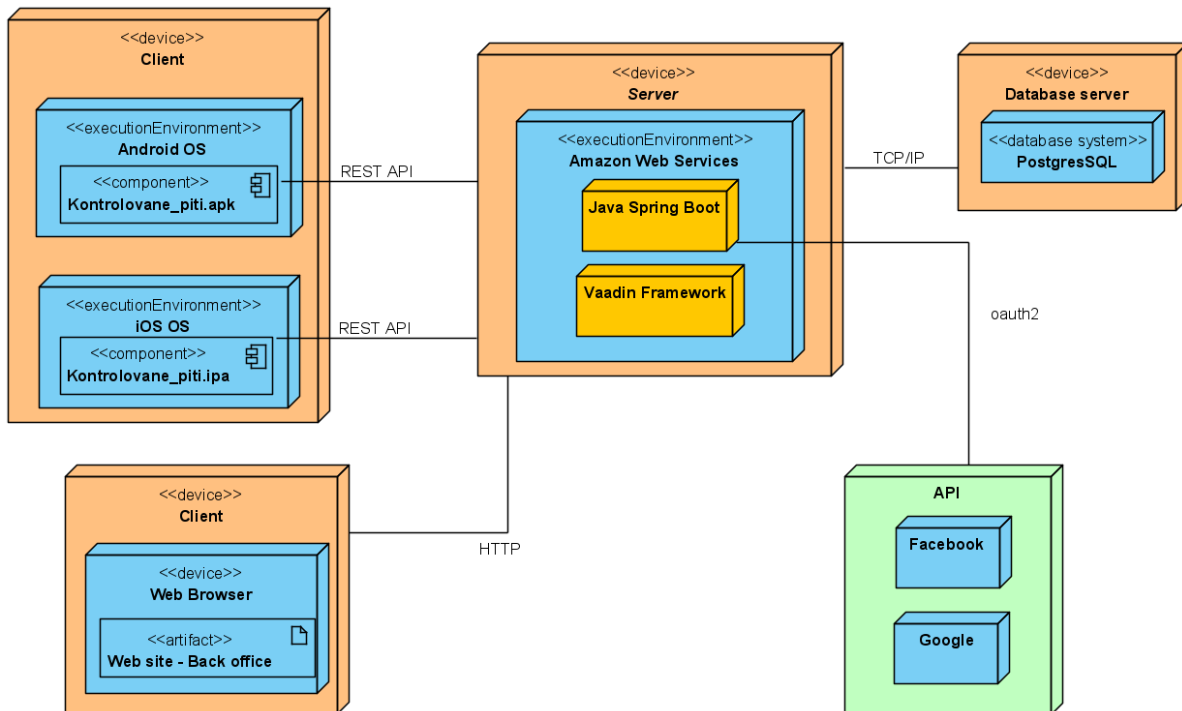 <<device>>
Client
<<executionEnvironment>>
Android OS
<<component>>
Kontrolovane_piti.apk
<<executionEnvironment>>
iOS OS
<<component>>
Kontrolovane_piti.ipa
REST API
REST API
<<device>>
Server
<<executionEnvironment>>
Amazon Web Services
Java Spring Boot
Vaadin Framework
TCP/IP
<<device>>
Database server
<<database system>>
PostgresSQL
oauth2
<<device>>
Client
<<device>>
Web Browser
<<artifact>>
Web site - Back office
HTTP
API
Facebook
Google